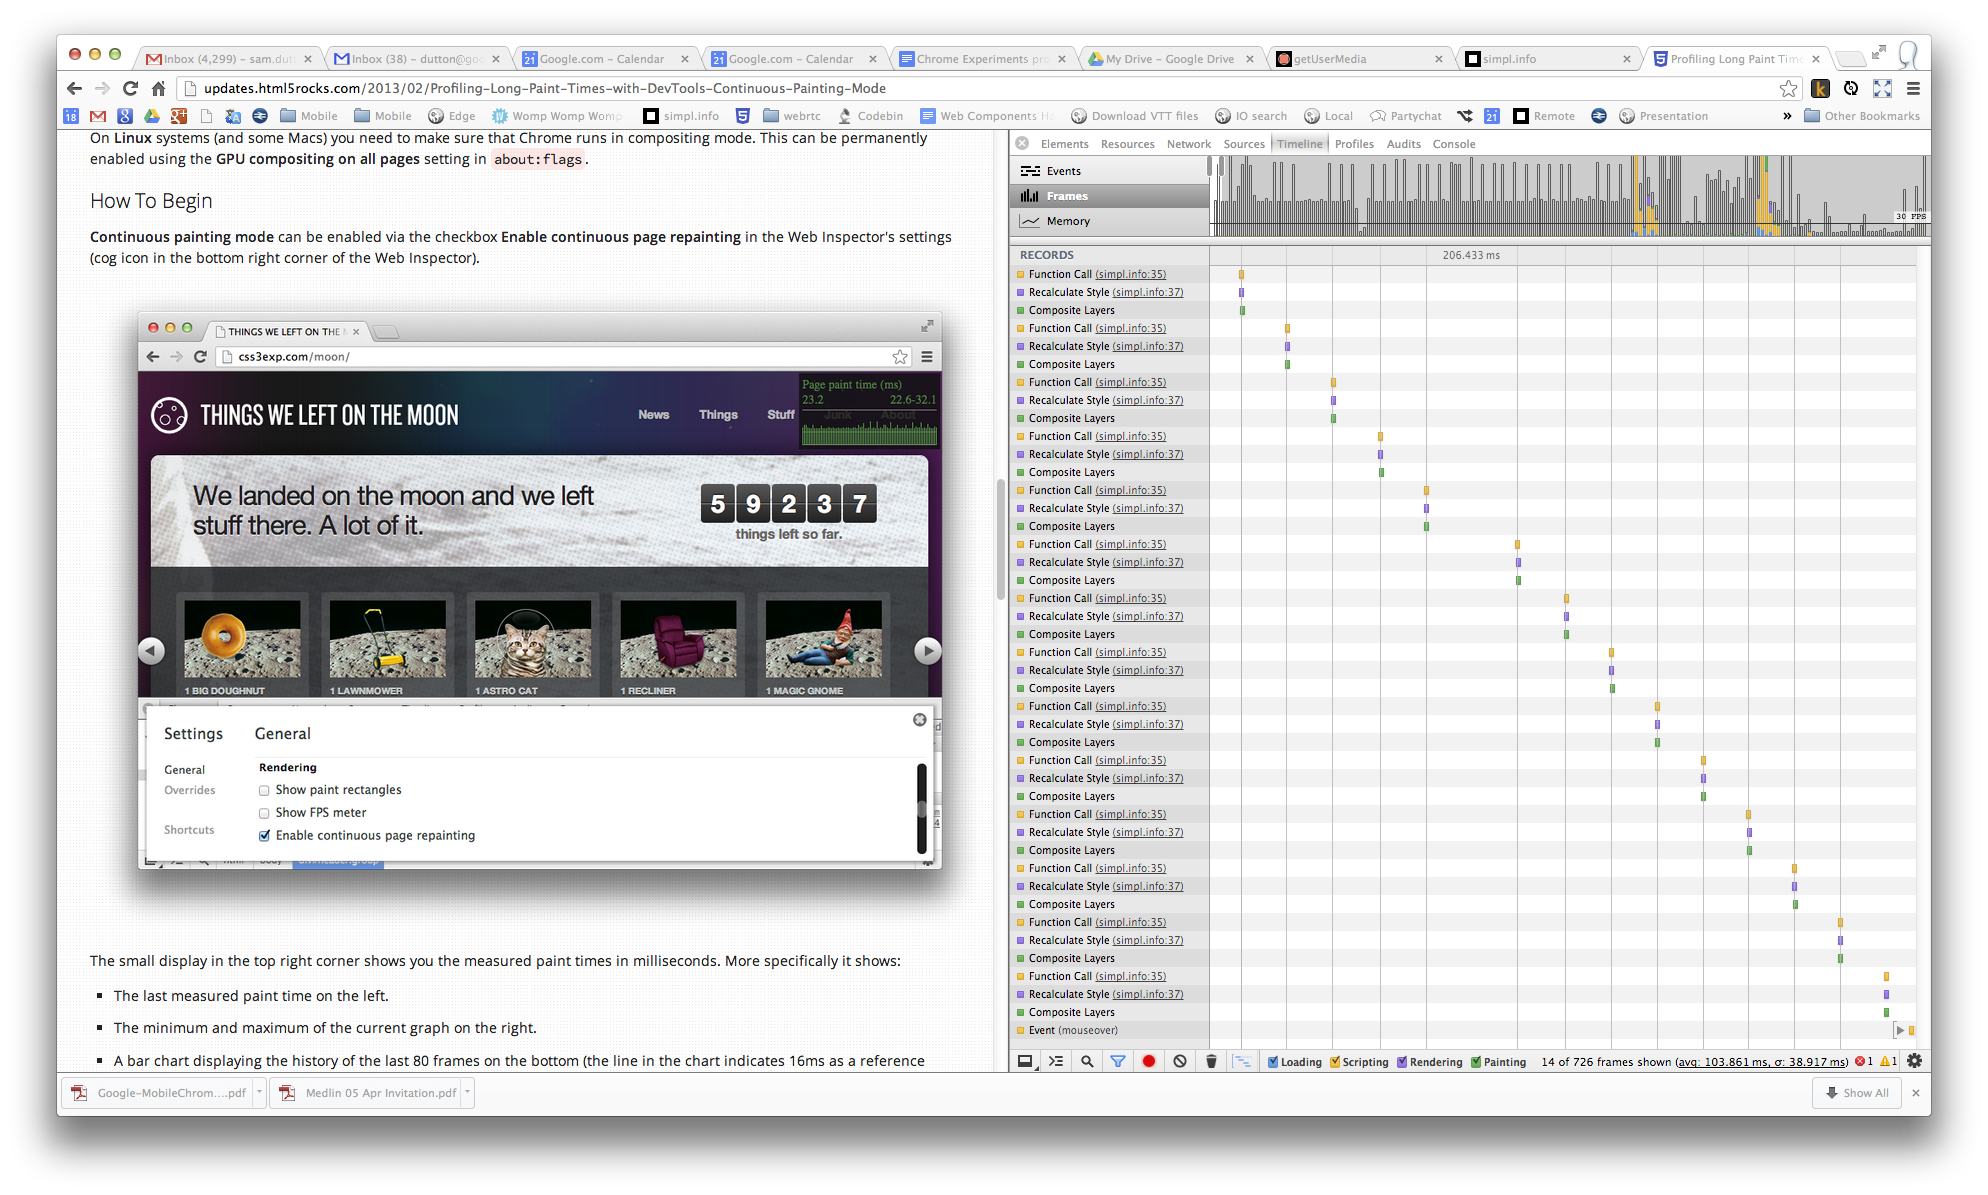 Inbox (4,299) – sam.dut
Inbox (38) – dutton@goo
Google.com – Calendar
Google.com – Calendar
Chrome Experiments pro
My Drive – Google Drive
getUserMedia
simpl.info
Profiling Long Paint Time
updates.html5rocks.com/2013/02/Profiling-Long-Paint-Times-with-DevTools-Continuous-Painting-Mode
Mobile
Mobile
Edge
Womp Womp Womp
simpl.info
webrtc
Codebin
Web Components Ha
Download VTT files
IO search
Local
Partychat
Remote
Presentation
»
Other Bookmarks
On Linux systems (and some Macs) you need to make sure that Chrome runs in compositing mode. This can be permanently
enabled using the GPU compositing on all pages setting in about:flags.
How To Begin
Continuous painting mode can be enabled via the checkbox Enable continuous page repainting in the Web Inspector's settings
(cog icon in the bottom right corner of the Web Inspector).
THINGS WE LEFT ON THE
css3exp.com/moon/
THINGS WE LEFT ON THE MOON
News
Things
Stuff
Junk
About
Page paint time (ms)
23.2 22.6-32.1
We landed on the moon and we left
stuff there. A lot of it.
59237
things left so far.
1 BIG DOUGHNUT
1 LAWNMOWER
1 ASTRO CAT
1 RECLINER
1 MAGIC GNOME
Settings
General
General
Overrides
Shortcuts
Rendering
Show paint rectangles
Show FPS meter
Enable continuous page repainting
The small display in the top right corner shows you the measured paint times in milliseconds. More specifically it shows:
The last measured paint time on the left.
The minimum and maximum of the current graph on the right.
A bar chart displaying the history of the last 80 frames on the bottom (the line in the chart indicates 16ms as a reference
Elements Resources Network Sources Timeline Profiles Audits Console
Events
Frames
Memory
30 FPS
RECORDS
206.433 ms
Function Call (simpl.info:35)
Recalculate Style (simpl.info:37)
Composite Layers
Function Call (simpl.info:35)
Recalculate Style (simpl.info:37)
Composite Layers
Function Call (simpl.info:35)
Recalculate Style (simpl.info:37)
Composite Layers
Function Call (simpl.info:35)
Recalculate Style (simpl.info:37)
Composite Layers
Function Call (simpl.info:35)
Recalculate Style (simpl.info:37)
Composite Layers
Function Call (simpl.info:35)
Recalculate Style (simpl.info:37)
Composite Layers
Function Call (simpl.info:35)
Recalculate Style (simpl.info:37)
Composite Layers
Function Call (simpl.info:35)
Recalculate Style (simpl.info:37)
Composite Layers
Function Call (simpl.info:35)
Recalculate Style (simpl.info:37)
Composite Layers
Function Call (simpl.info:35)
Recalculate Style (simpl.info:37)
Composite Layers
Function Call (simpl.info:35)
Recalculate Style (simpl.info:37)
Composite Layers
Function Call (simpl.info:35)
Recalculate Style (simpl.info:37)
Composite Layers
Function Call (simpl.info:35)
Recalculate Style (simpl.info:37)
Composite Layers
Function Call (simpl.info:35)
Recalculate Style (simpl.info:37)
Composite Layers
Event (mouseover)
Loading Scripting Rendering Painting 14 of 726 frames shown (avg: 103.861 ms, σ: 38.917 ms) 1 1
Google-MobileChrom....pdf
Medlin 05 Apr Invitation.pdf
Show All